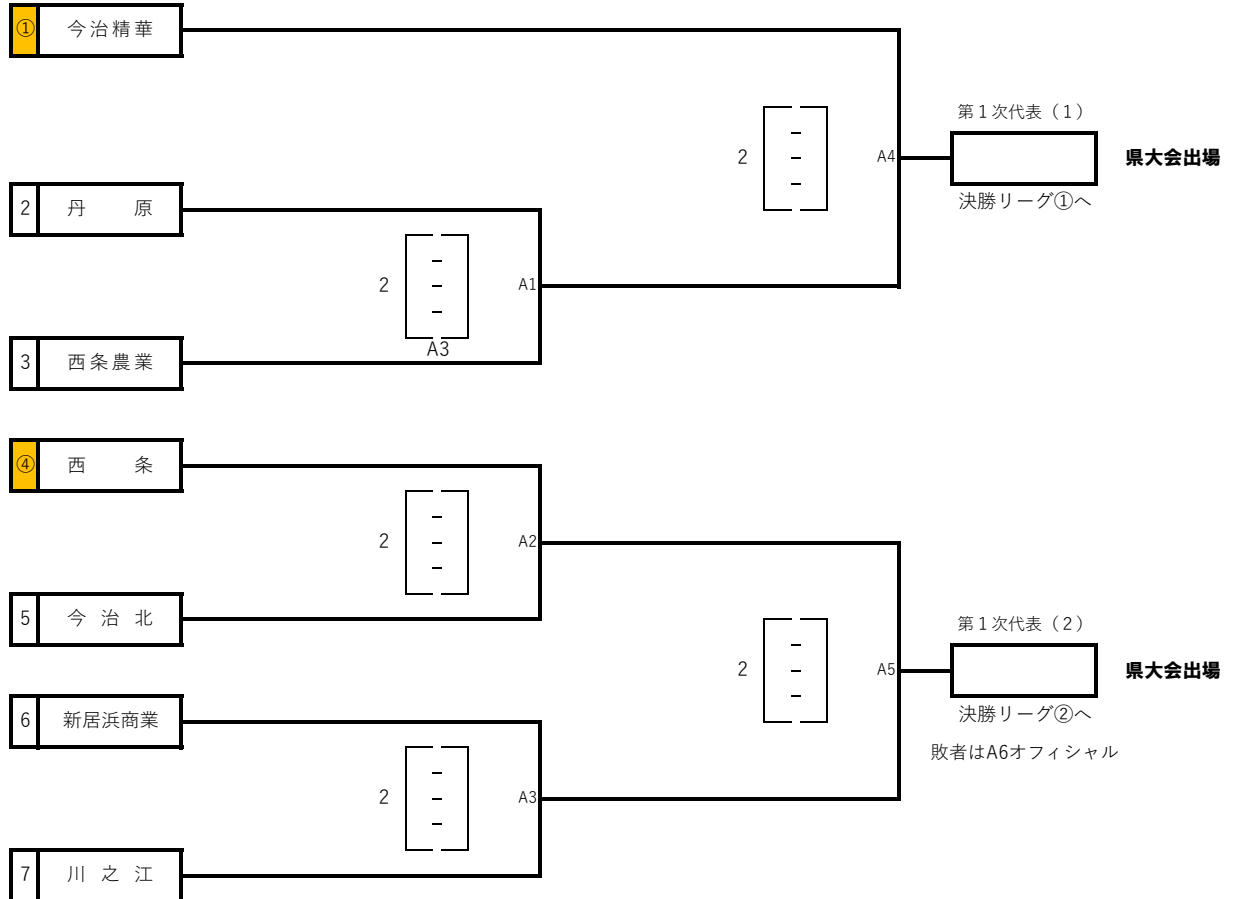 ① 今治精華
第１次代表（１）
2 － A4 県大会出場
－
－
2 丹 原
決勝リーグ①へ
－
2 － A1
－
A3
3 西条農業
④ 西 条
－
2 － A2
－
5 今 治 北
第１次代表（２）
－
2 － A5 県大会出場
－
6 新居浜商業
決勝リーグ②へ
敗者はA6オフィシャル
－
2 － A3
－
7 川 之 江